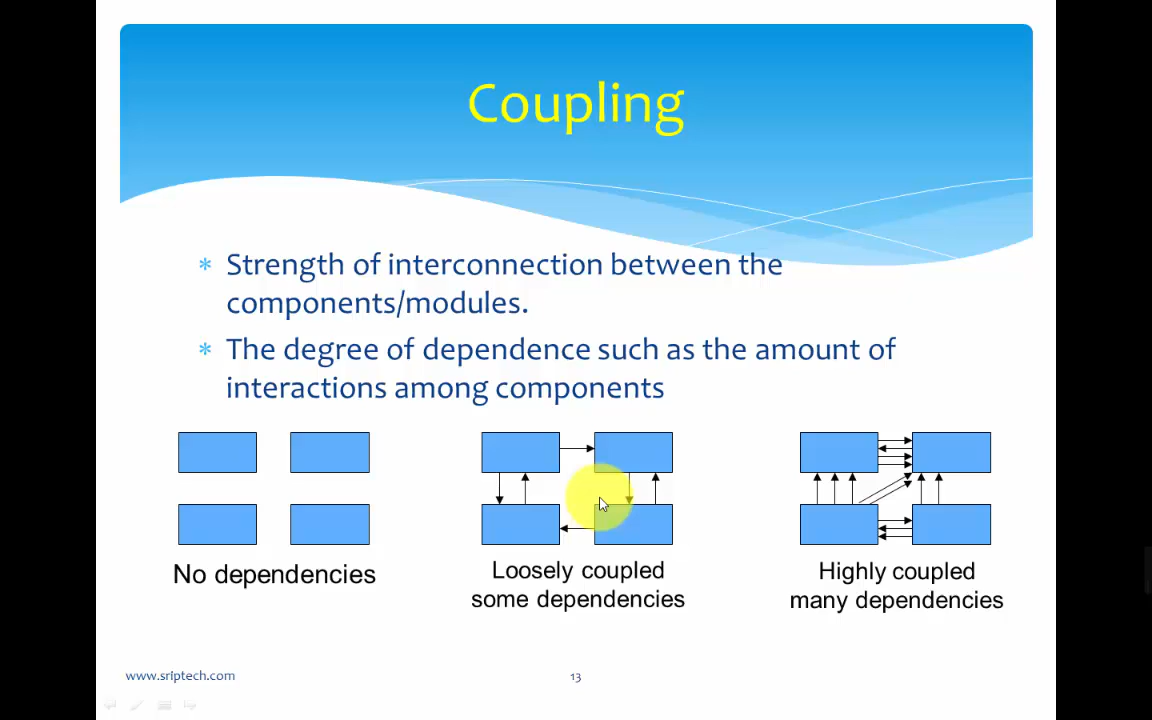 Coupling
* Strength of interconnection between the
components/modules.
* The degree of dependence such as the amount of
interactions among components
No dependencies
Loosely coupled
some dependencies
Highly coupled
many dependencies
www.sriptech.com
13